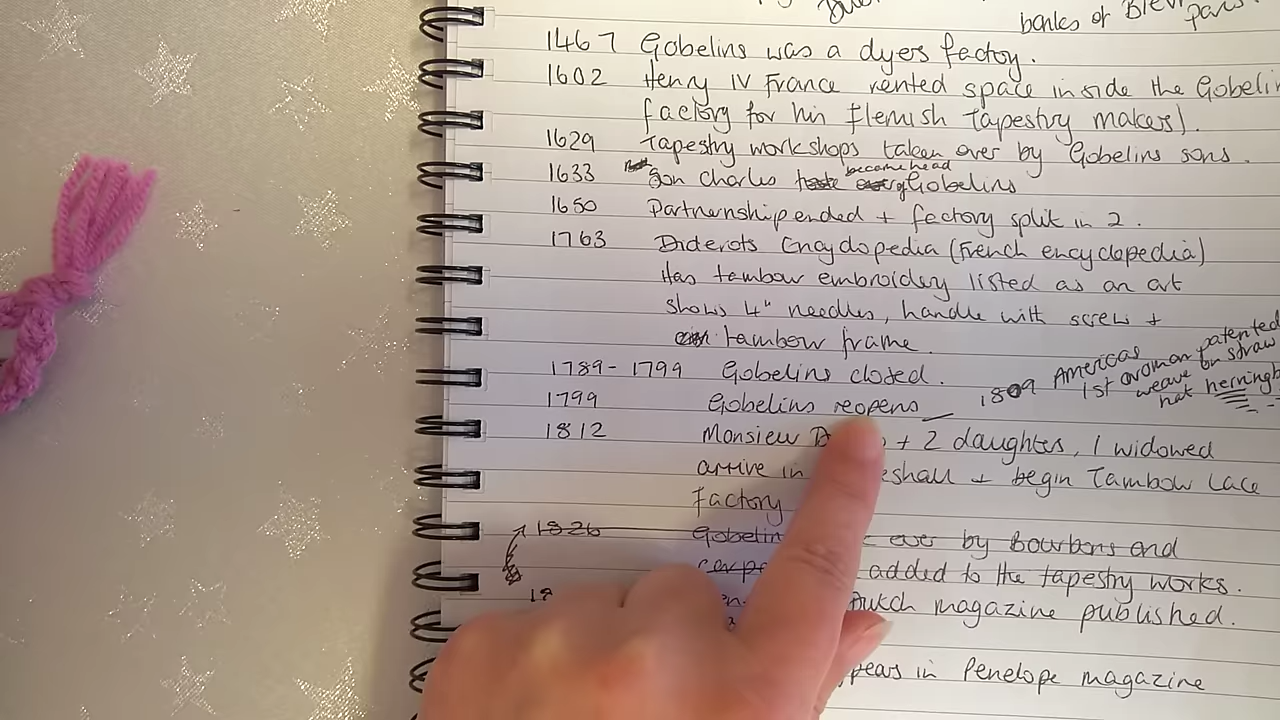 banks of
1467 Gobelins was a dyers factory.
1602 Henry IV France rented space inside the Gobelin
factory for his flemish tapestry makers).
1629 tapestry workshops taken over by Gobelins sons.
become head
1633 Son Charles Gobelins
1650 Partnership ended + factory split in 2.
1763 Diderots Encyclopedia (French encyclopedia)
Has tambour embroidery listed as an art
shows 4" needles, handle with screw +
tambour frame.
1789-1799 Gobelins closed.
1799 Gobelins reopens
1809 Americas
1st woman patented
weave on straw
hat
1812 Monsieur + 2 daughters, 1 widowed
arrive in + begin Tambour Lace
Factory
1826 Gobelin over by Bourbons and
added to the tapestry works.
18 Dutch magazine published.
in Penelope magazine